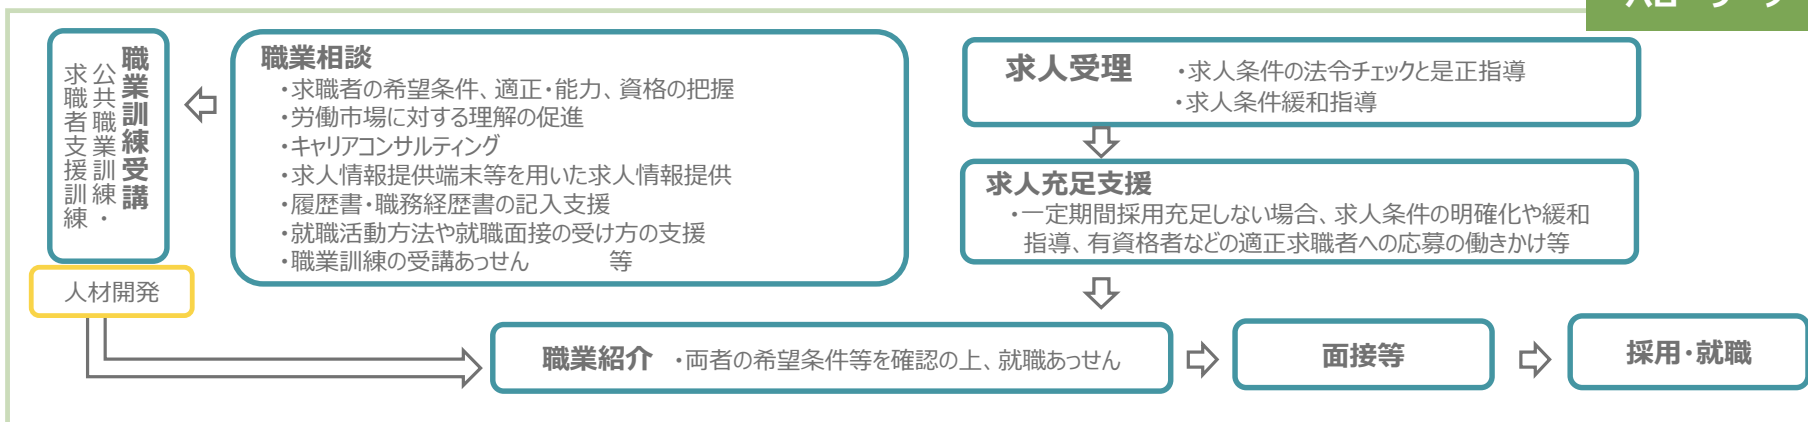 職業訓練受講
公共職業訓練・
求職者支援訓練
人材開発
職業相談
・求職者の希望条件、適正・能力、資格の把握
・労働市場に対する理解の促進
・キャリアコンサルティング
・求人情報提供端末等を用いた求人情報提供
・履歴書・職務経歴書の記入支援
・就職活動方法や就職面接の受け方の支援
・職業訓練の受講あっせん 等
求人受理 ・求人条件の法令チェックと是正指導
・求人条件緩和指導
求人充足支援
・一定期間採用充足しない場合、求人条件の明確化や緩和
指導、有資格者などの適正求職者への応募の働きかけ等
職業紹介 ・両者の希望条件等を確認の上、就職あっせん
面接等
採用・就職